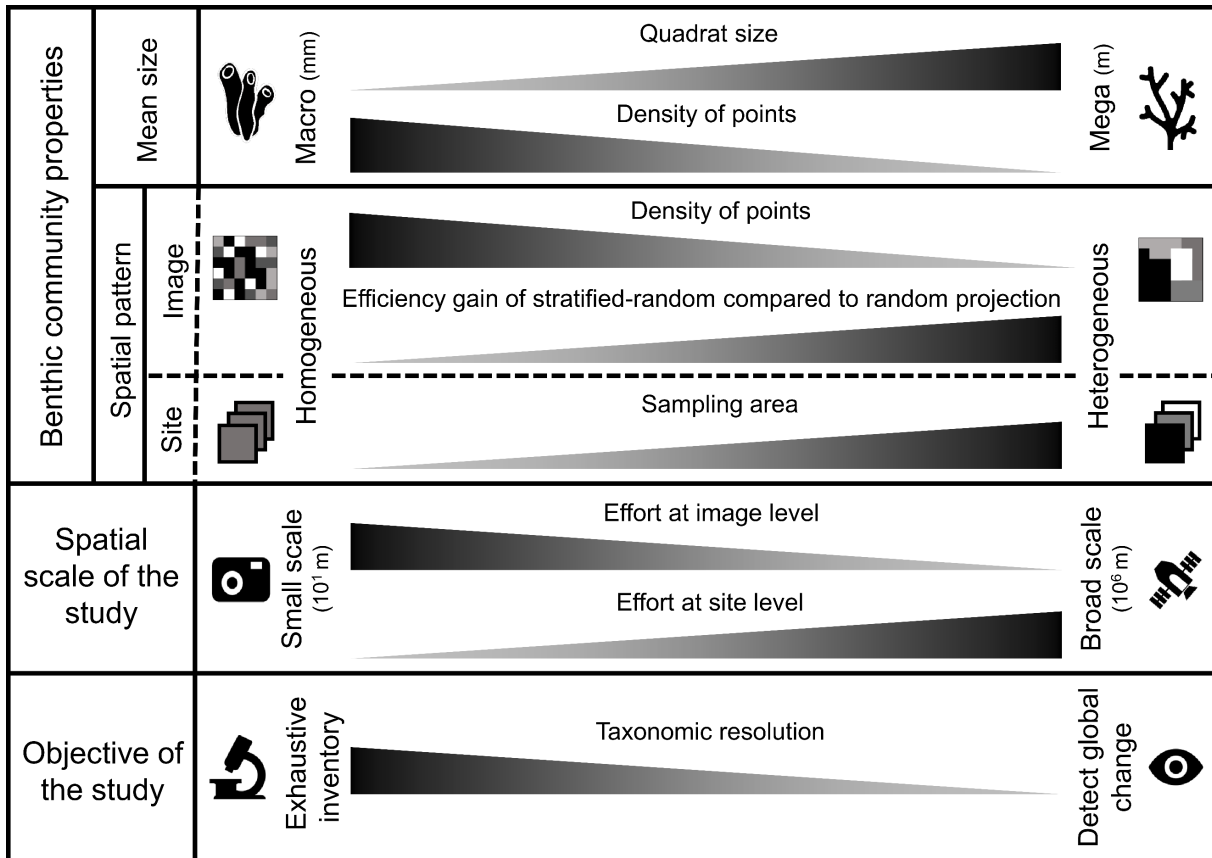 Benthic community properties
Mean size
Macro (mm)
Quadrat size
Density of points
Mega (m)
Spatial pattern
Image
Site
Homogeneous
Density of points
Efficiency gain of stratified-random compared to random projection
Sampling area
Heterogeneous
Spatial
scale of the
study
Small scale
(10¹ m)
Effort at image level
Effort at site level
Broad scale
(10⁶ m)
Objective of
the study
Exhaustive
inventory
Taxonomic resolution
Detect global
change